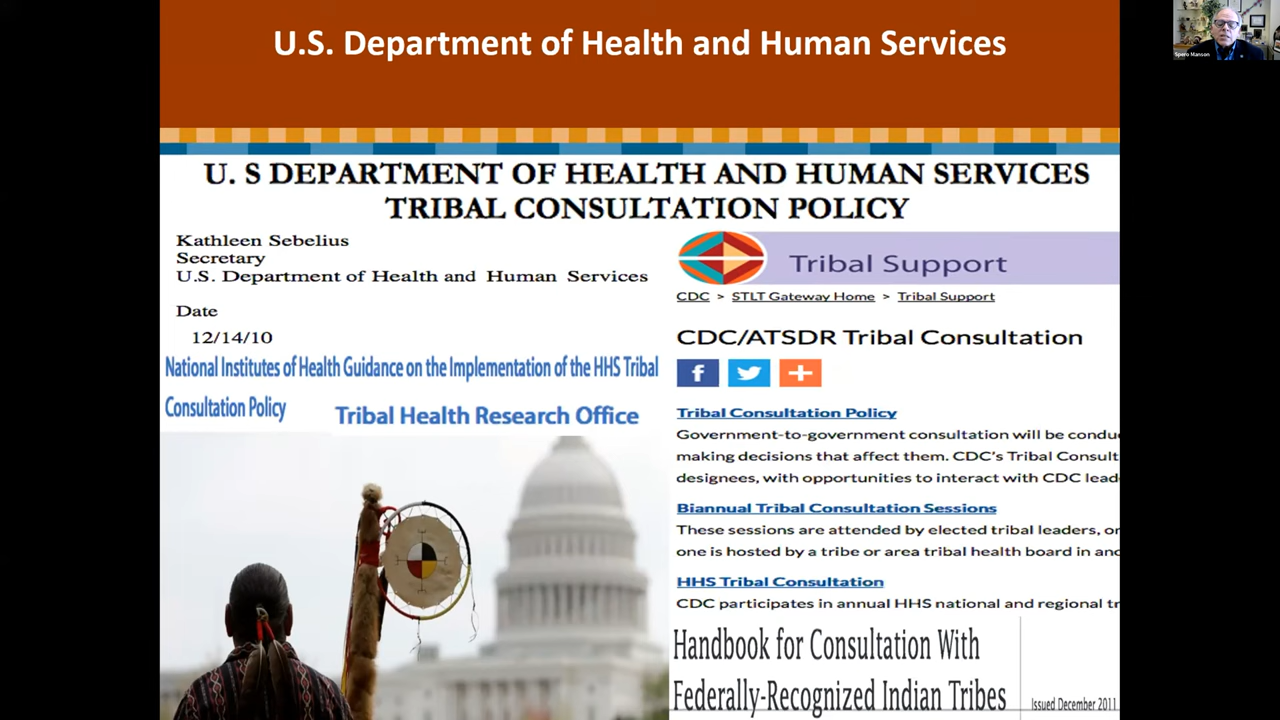 U.S. Department of Health and Human Services
Spero Manson
U. S DEPARTMENT OF HEALTH AND HUMAN SERVICES
TRIBAL CONSULTATION POLICY
Kathleen Sebelius
Secretary
U.S. Department of Health and Human Services
Date
12/14/10
National Institutes of Health Guidance on the Implementation of the HHS Tribal
Consultation Policy
Tribal Health Research Office
Tribal Support
CDC > STLT Gateway Home > Tribal Support
CDC/ATSDR Tribal Consultation
Tribal Consultation Policy
Government-to-government consultation will be condu
making decisions that affect them. CDC's Tribal Consult
designees, with opportunities to interact with CDC lead
Biannual Tribal Consultation Sessions
These sessions are attended by elected tribal leaders, or
one is hosted by a tribe or area tribal health board in and
HHS Tribal Consultation
CDC participates in annual HHS national and regional tr
Handbook for Consultation With
Federally-Recognized Indian Tribes
Issued December 2011